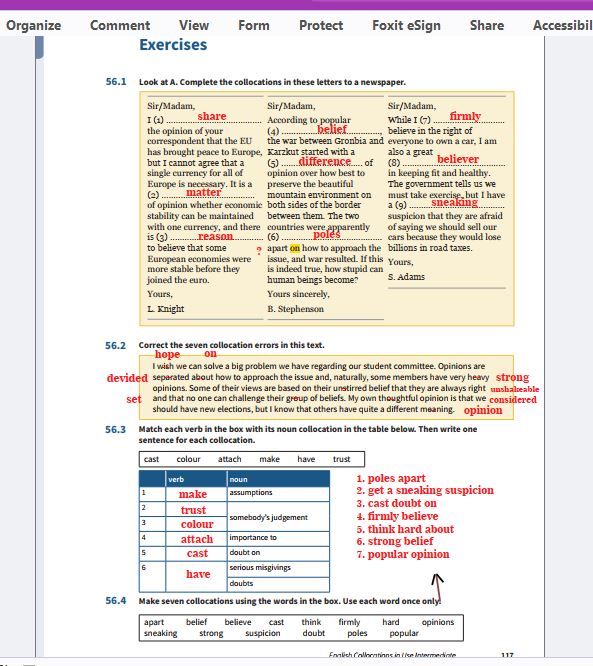 Organize Comment View Form Protect Foxit eSign Share Accessibil
Exercises
56.1 Look at A. Complete the collocations in these letters to a newspaper.
Sir/Madam,
I (1) share
the opinion of your
correspondent that the EU
has brought peace to Europe,
but I cannot agree that a
single currency for all of
Europe is necessary. It is a
(2) matter
of opinion whether economic
stability can be maintained
with one currency, and there
is (3) reason
to believe that some
European economies were
more stable before they
joined the euro.
Yours,
L. Knight
Sir/Madam,
According to popular
(4) belief,
the war between Gronbia and
Karzkut started with a
(5) difference of
opinion over how best to
preserve the beautiful
mountain environment on
both sides of the border
between them. The two
countries were apparently
(6) poles
? apart on how to approach the
issue, and war resulted. If this
is indeed true, how stupid can
human beings become?
Yours sincerely,
B. Stephenson
Sir/Madam,
While I (7) firmly
believe in the right of
everyone to own a car, I am
also a great
(8) believer
in keeping fit and healthy.
The government tells us we
must take exercise, but I have
a (9) sneaking
suspicion that they are afraid
of saying we should sell our
cars because they would lose
billions in road taxes.
Yours,
S. Adams
56.2 Correct the seven collocation errors in this text.
hope on
I wish we can solve a big problem we have regarding our student committee. Opinions are
devided separated about how to approach the issue and, naturally, some members have very heavy strong
opinions. Some of their views are based on their unstirred belief that they are always right unshakeable
set and that no one can challenge their group of beliefs. My own thoughtful opinion is that we considered
should have new elections, but I know that others have quite a different meaning. opinion
56.3 Match each verb in the box with its noun collocation in the table below. Then write one
sentence for each collocation.
cast colour attach make have trust
verb noun
1 make assumptions
2 trust
somebody's judgement
3 colour
4 attach importance to
5 cast doubt on
6 have serious misgivings
doubts
1. poles apart
2. get a sneaking suspicion
3. cast doubt on
4. firmly believe
5. think hard about
6. strong belief
7. popular opinion
56.4 Make seven collocations using the words in the box. Use each word once only!
apart belief believe cast think firmly hard opinions
sneaking strong suspicion doubt poles popular
English Collocations in Use Intermediate 117